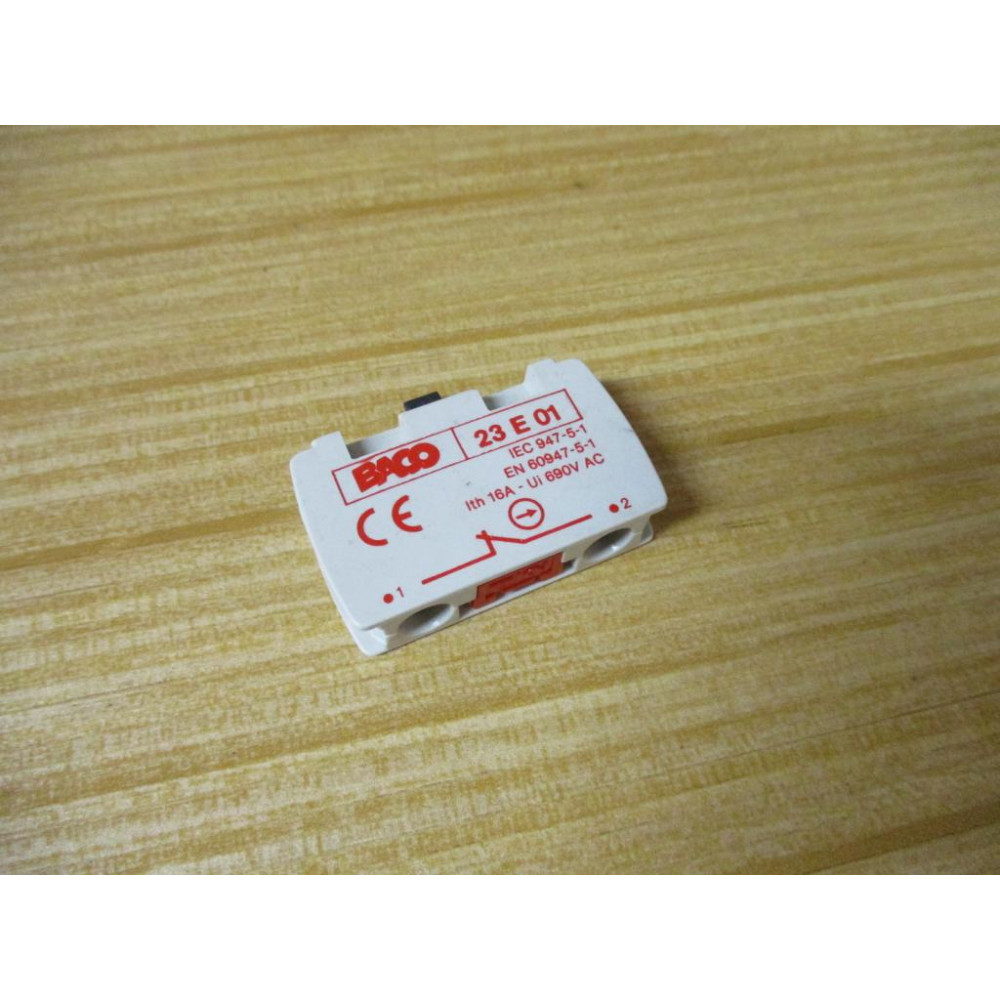 BACO 23 E 01
IEC 947-5-1
EN 60947-5-1
Ith 16A - Ui 690V AC
CE
2
1